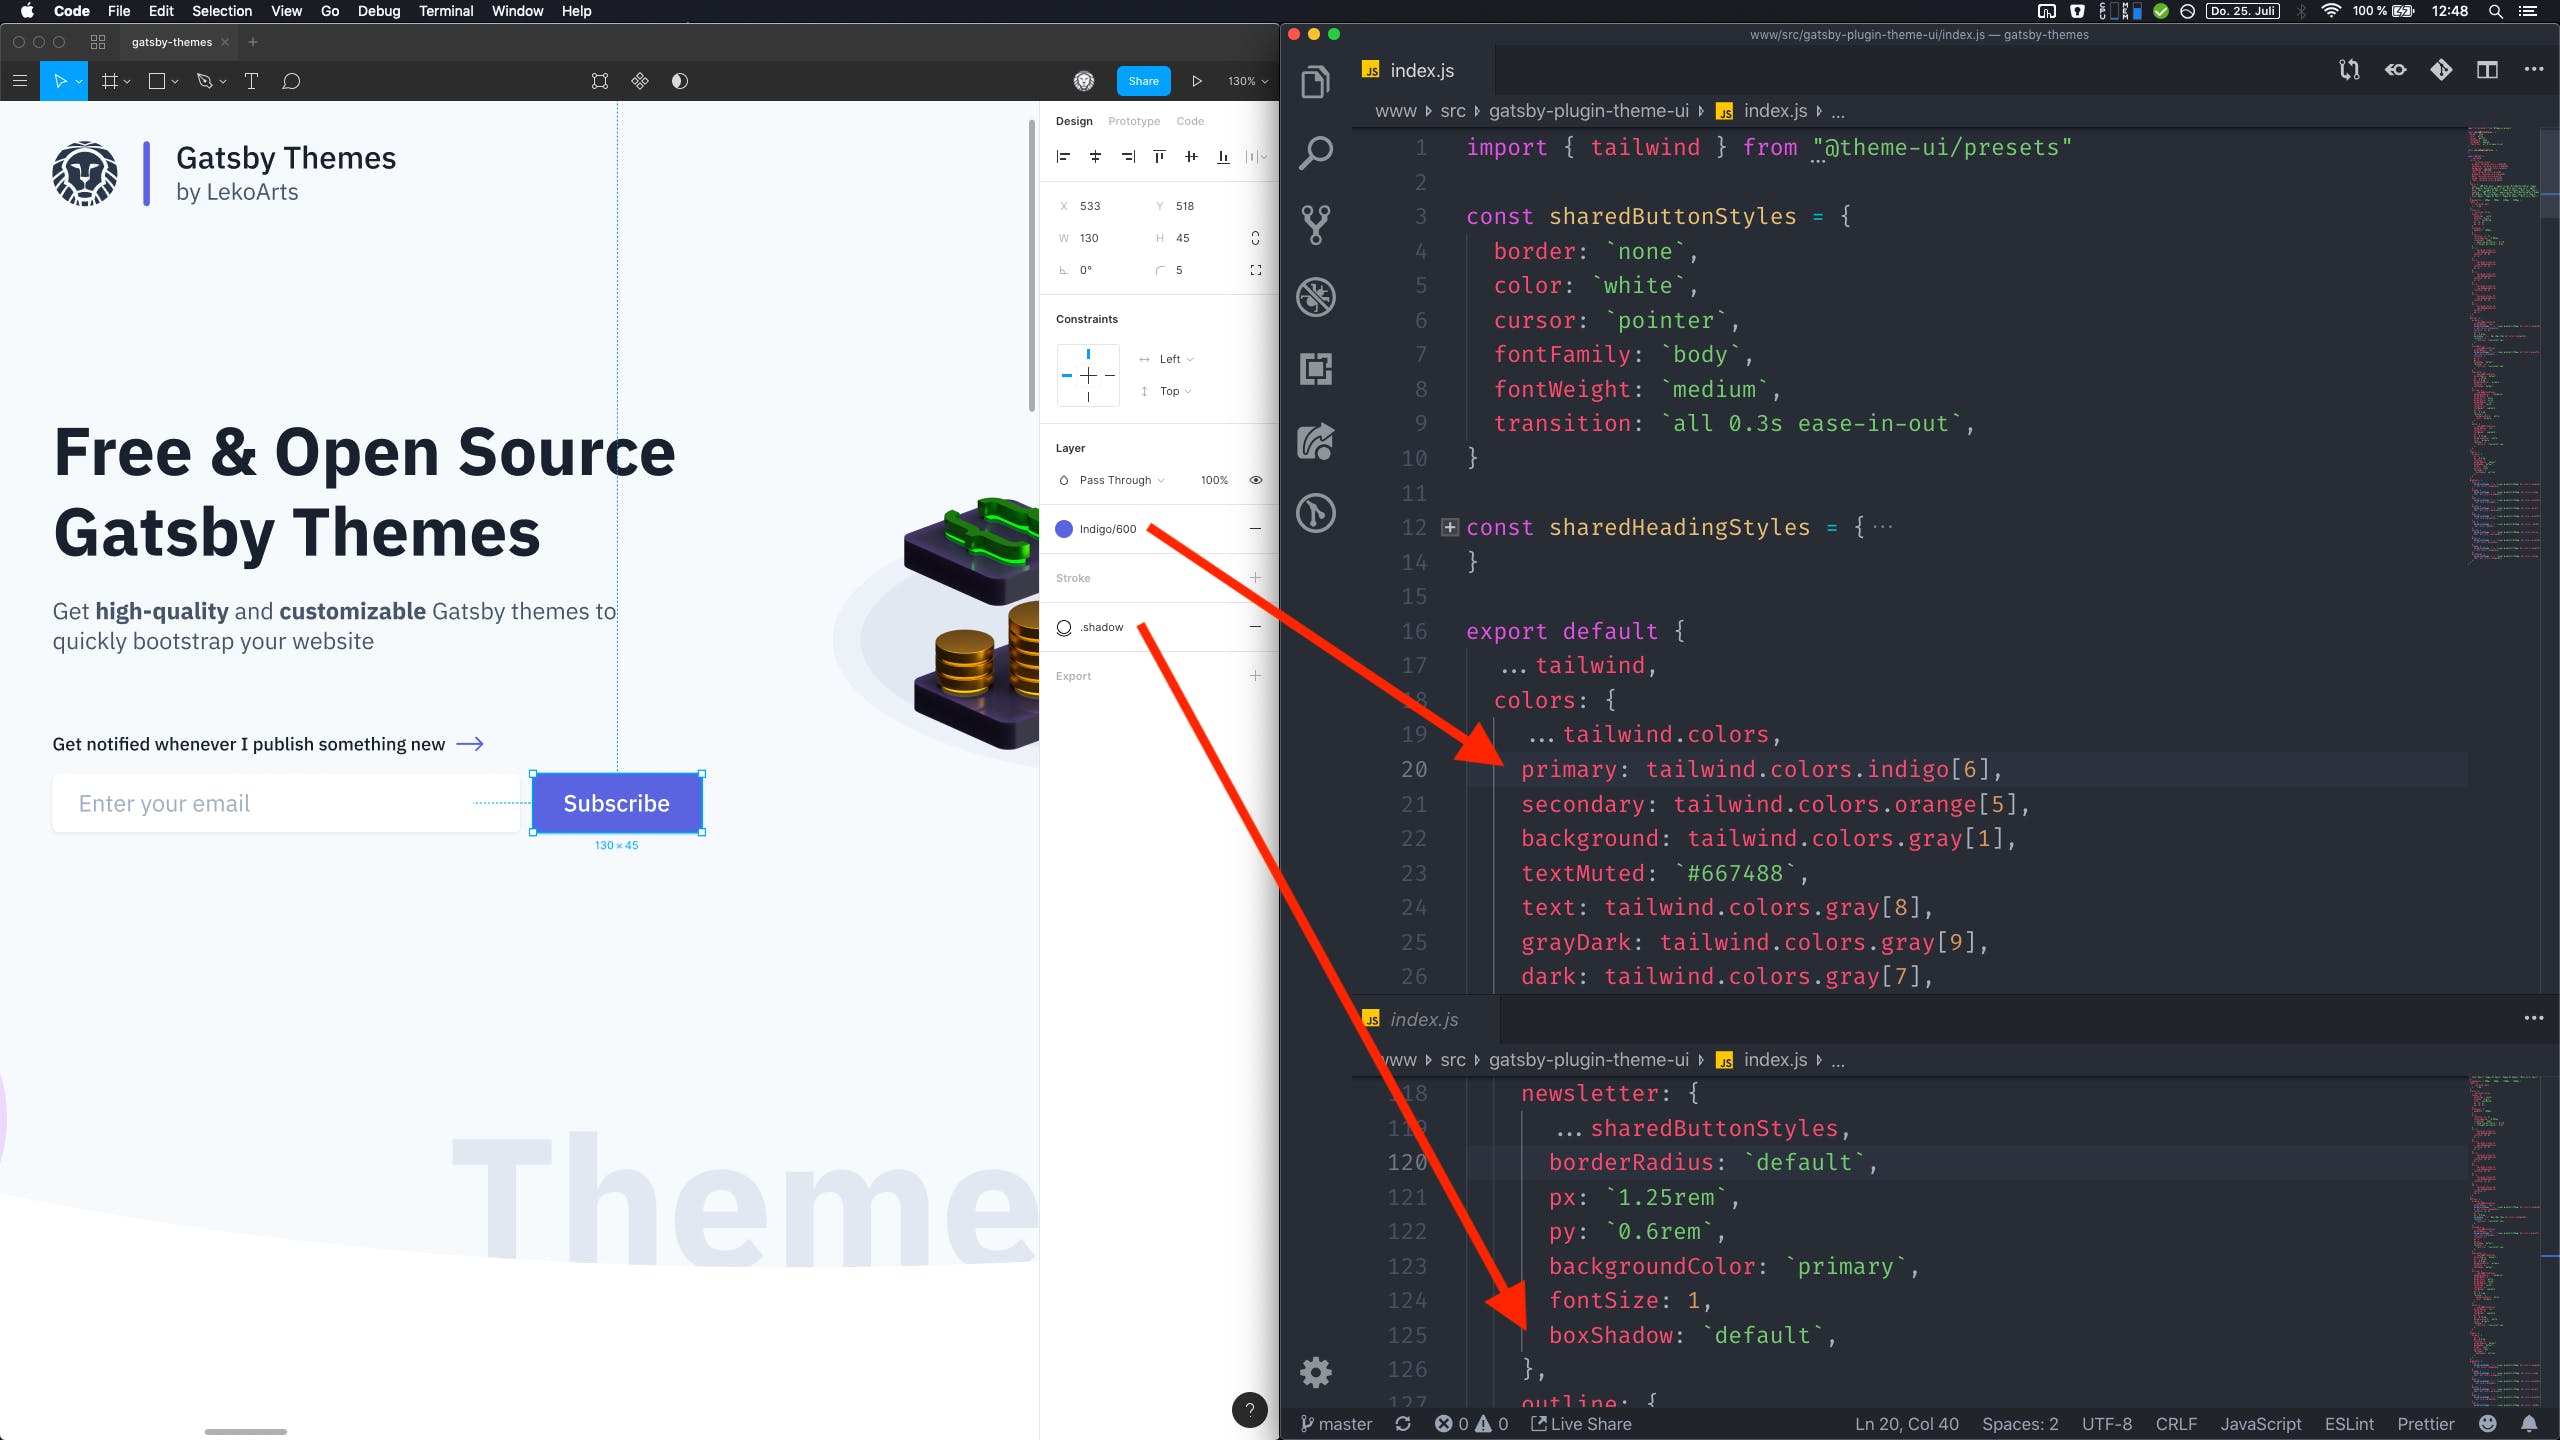 Code File Edit Selection View Go Debug Terminal Window Help
Do. 25. Juli 100 % 12:48
gatsby-themes
Share 130%
Gatsby Themes
by LekoArts
Free & Open Source
Gatsby Themes
Get high-quality and customizable Gatsby themes to
quickly bootstrap your website
Get notified whenever I publish something new
Enter your email
Subscribe
130 × 45
Theme
Design Prototype Code
X 533 Y 518
W 130 H 45
0° 5
Constraints
Left
Top
Layer
Pass Through 100%
Indigo/600
Stroke
.shadow
Export
?
www/src/gatsby-plugin-theme-ui/index.js — gatsby-themes
JS index.js
www src gatsby-plugin-theme-ui JS index.js ...
1 import { tailwind } from "@theme-ui/presets"
2
3 const sharedButtonStyles = {
4 border: `none`,
5 color: `white`,
6 cursor: `pointer`,
7 fontFamily: `body`,
8 fontWeight: `medium`,
9 transition: `all 0.3s ease-in-out`,
10 }
11
12 const sharedHeadingStyles = {···
14 }
15
16 export default {
17 ...tailwind,
18 colors: {
19 ...tailwind.colors,
20 primary: tailwind.colors.indigo[6],
21 secondary: tailwind.colors.orange[5],
22 background: tailwind.colors.gray[1],
23 textMuted: `#667488`,
24 text: tailwind.colors.gray[8],
25 grayDark: tailwind.colors.gray[9],
26 dark: tailwind.colors.gray[7],
JS index.js
www src gatsby-plugin-theme-ui JS index.js ...
118 newsletter: {
119 ...sharedButtonStyles,
120 borderRadius: `default`,
121 px: `1.25rem`,
122 py: `0.6rem`,
123 backgroundColor: `primary`,
124 fontSize: 1,
125 boxShadow: `default`,
126 },
127 outline: {
master 0 0 Live Share Ln 20, Col 40 Spaces: 2 UTF-8 CRLF JavaScript ESLint Prettier